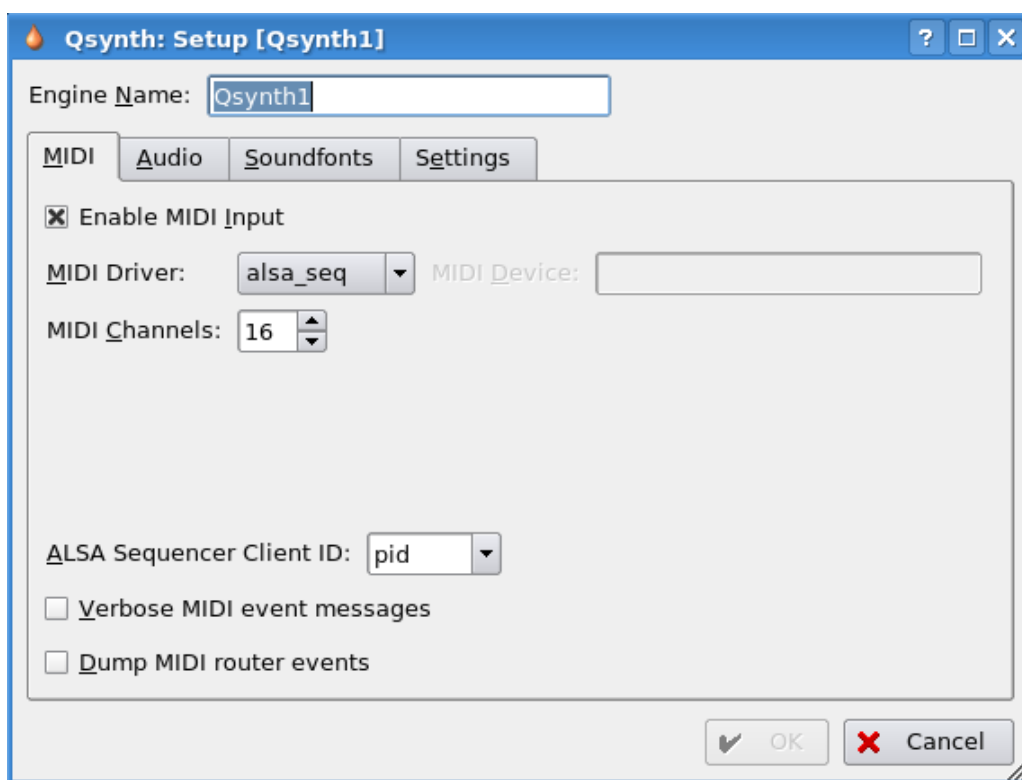 Qsynth: Setup [Qsynth1]
Engine Name: Qsynth1
MIDI Audio Soundfonts Settings
Enable MIDI Input
MIDI Driver: alsa_seq MIDI Device:
MIDI Channels: 16
ALSA Sequencer Client ID: pid
Verbose MIDI event messages
Dump MIDI router events
OK Cancel